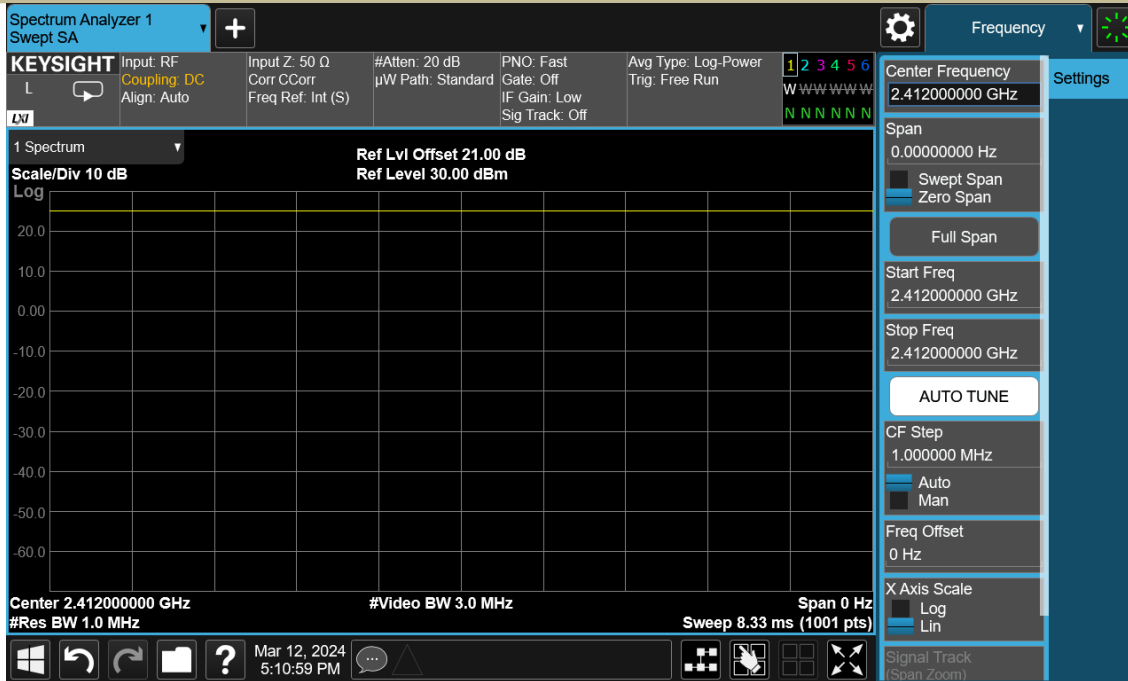 Spectrum Analyzer 1
Swept SA
Frequency
KEYSIGHT
L
LXI
Input: RF
Coupling: DC
Align: Auto
Input Z: 50 Ω
Corr CCorr
Freq Ref: Int (S)
#Atten: 20 dB
µW Path: Standard
PNO: Fast
Gate: Off
IF Gain: Low
Sig Track: Off
Avg Type: Log-Power
Trig: Free Run
1 2 3 4 5 6
W W W W W W
N N N N N N
1 Spectrum
Scale/Div 10 dB
Log
Ref Lvl Offset 21.00 dB
Ref Level 30.00 dBm
20.0
10.0
0.00
-10.0
-20.0
-30.0
-40.0
-50.0
-60.0
Center 2.412000000 GHz
#Res BW 1.0 MHz
#Video BW 3.0 MHz
Span 0 Hz
Sweep 8.33 ms (1001 pts)
Center Frequency
2.412000000 GHz
Span
0.00000000 Hz
Swept Span
Zero Span
Full Span
Start Freq
2.412000000 GHz
Stop Freq
2.412000000 GHz
AUTO TUNE
CF Step
1.000000 MHz
Auto
Man
Freq Offset
0 Hz
X Axis Scale
Log
Lin
Signal Track
(Span Zoom)
Settings
?
Mar 12, 2024
5:10:59 PM